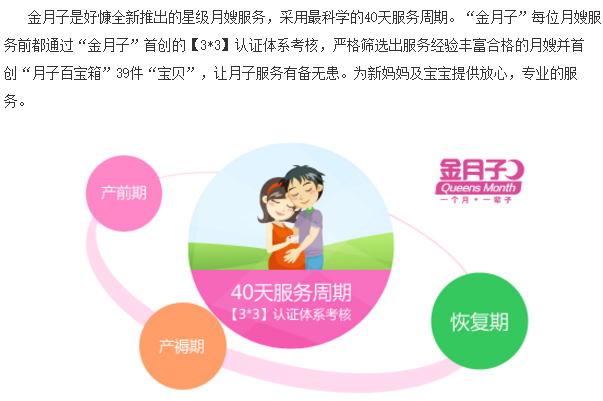 金月子是好慷全新推出的星级月嫂服务，采用最科学的40天服务周期。“金月子”每位月嫂服
务前都通过“金月子”首创的【3*3】认证体系考核，严格筛选出服务经验丰富合格的月嫂并首
创“月子百宝箱”39件“宝贝”，让月子服务有备无患。为新妈妈及宝宝提供放心，专业的服
务。
金月子
Queens Month
一个月·一辈子
产前期
40天服务周期
【3*3】认证体系考核
恢复期
产褥期